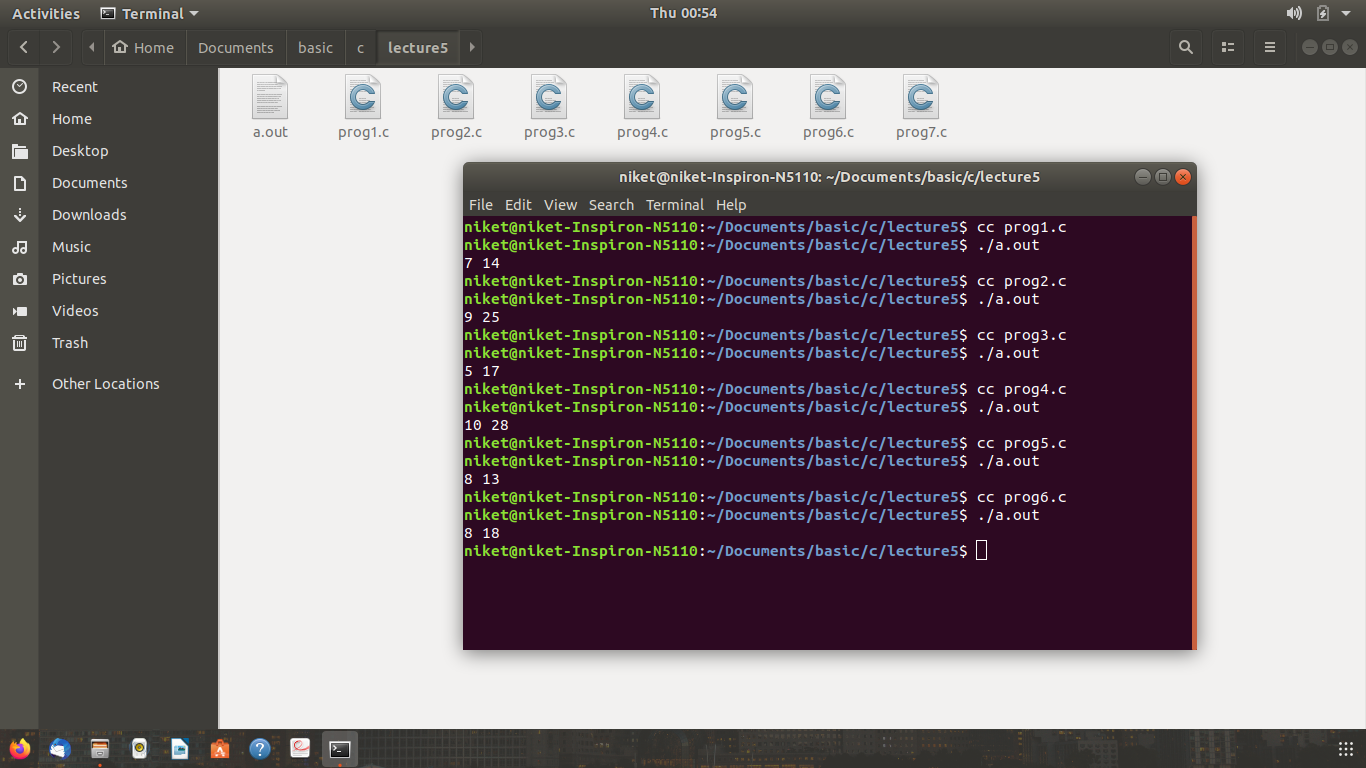 Activities Terminal Thu 00:54
Home Documents basic c lecture5
Recent
Home
Desktop
Documents
Downloads
Music
Pictures
Videos
Trash
Other Locations
a.out prog1.c prog2.c prog3.c prog4.c prog5.c prog6.c prog7.c
niket@niket-Inspiron-N5110: ~/Documents/basic/c/lecture5
File Edit View Search Terminal Help
niket@niket-Inspiron-N5110:~/Documents/basic/c/lecture5$ cc prog1.c
niket@niket-Inspiron-N5110:~/Documents/basic/c/lecture5$ ./a.out
7 14
niket@niket-Inspiron-N5110:~/Documents/basic/c/lecture5$ cc prog2.c
niket@niket-Inspiron-N5110:~/Documents/basic/c/lecture5$ ./a.out
9 25
niket@niket-Inspiron-N5110:~/Documents/basic/c/lecture5$ cc prog3.c
niket@niket-Inspiron-N5110:~/Documents/basic/c/lecture5$ ./a.out
5 17
niket@niket-Inspiron-N5110:~/Documents/basic/c/lecture5$ cc prog4.c
niket@niket-Inspiron-N5110:~/Documents/basic/c/lecture5$ ./a.out
10 28
niket@niket-Inspiron-N5110:~/Documents/basic/c/lecture5$ cc prog5.c
niket@niket-Inspiron-N5110:~/Documents/basic/c/lecture5$ ./a.out
8 13
niket@niket-Inspiron-N5110:~/Documents/basic/c/lecture5$ cc prog6.c
niket@niket-Inspiron-N5110:~/Documents/basic/c/lecture5$ ./a.out
8 18
niket@niket-Inspiron-N5110:~/Documents/basic/c/lecture5$